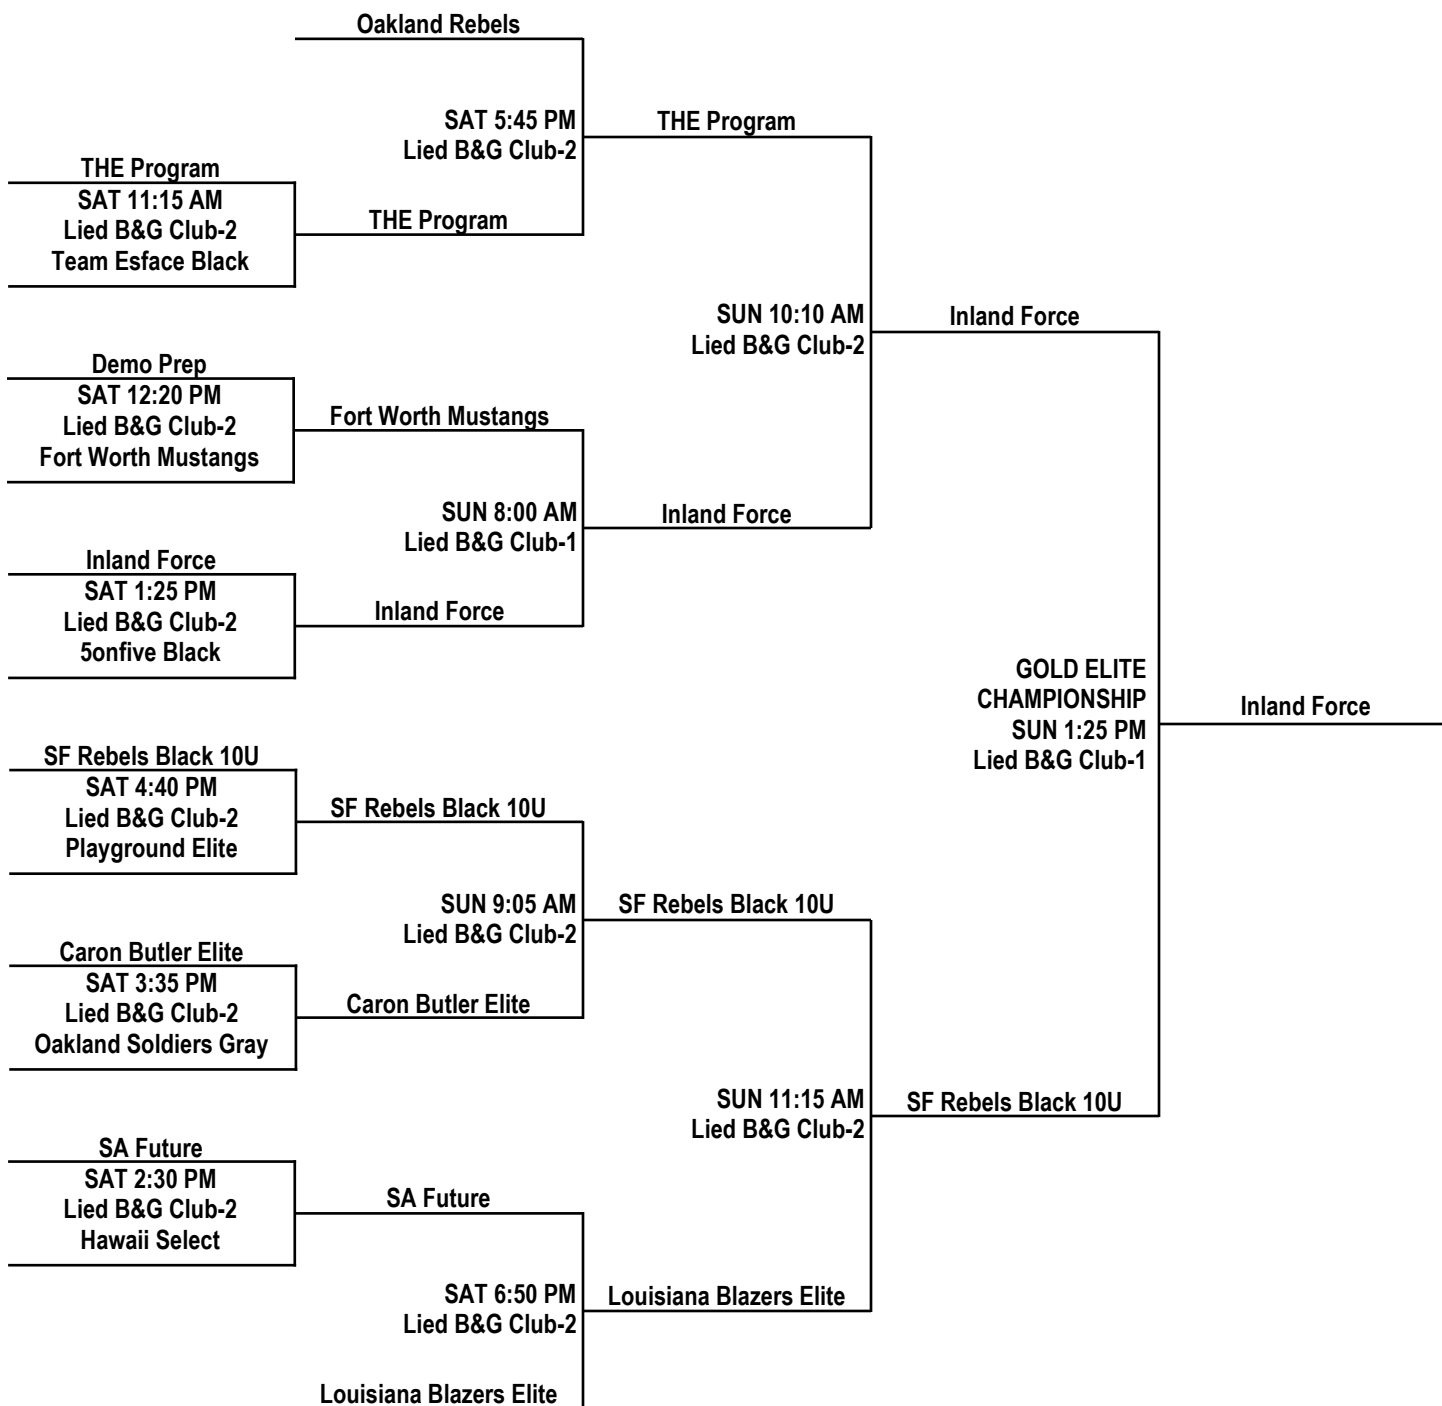 Oakland Rebels
SAT 5:45 PM
Lied B&G Club-2
THE Program
THE Program
SAT 11:15 AM
Lied B&G Club-2
Team Esface Black
THE Program
SUN 10:10 AM
Lied B&G Club-2
Inland Force
Demo Prep
SAT 12:20 PM
Lied B&G Club-2
Fort Worth Mustangs
Fort Worth Mustangs
SUN 8:00 AM
Lied B&G Club-1
Inland Force
Inland Force
SAT 1:25 PM
Lied B&G Club-2
5onfive Black
Inland Force
GOLD ELITE
CHAMPIONSHIP
SUN 1:25 PM
Lied B&G Club-1
Inland Force
SF Rebels Black 10U
SAT 4:40 PM
Lied B&G Club-2
Playground Elite
SF Rebels Black 10U
SUN 9:05 AM
Lied B&G Club-2
SF Rebels Black 10U
Caron Butler Elite
SAT 3:35 PM
Lied B&G Club-2
Oakland Soldiers Gray
Caron Butler Elite
SUN 11:15 AM
Lied B&G Club-2
SF Rebels Black 10U
SA Future
SAT 2:30 PM
Lied B&G Club-2
Hawaii Select
SA Future
SAT 6:50 PM
Lied B&G Club-2
Louisiana Blazers Elite
Louisiana Blazers Elite